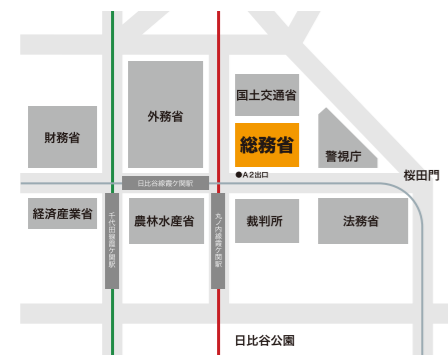 国土交通省
外務省
財務省
総務省
警視庁
●A2出口
桜田門
日比谷線霞ケ関駅
経済産業省
千代田線霞ケ関駅
農林水産省
丸ノ内線霞ケ関駅
裁判所
法務省
日比谷公園